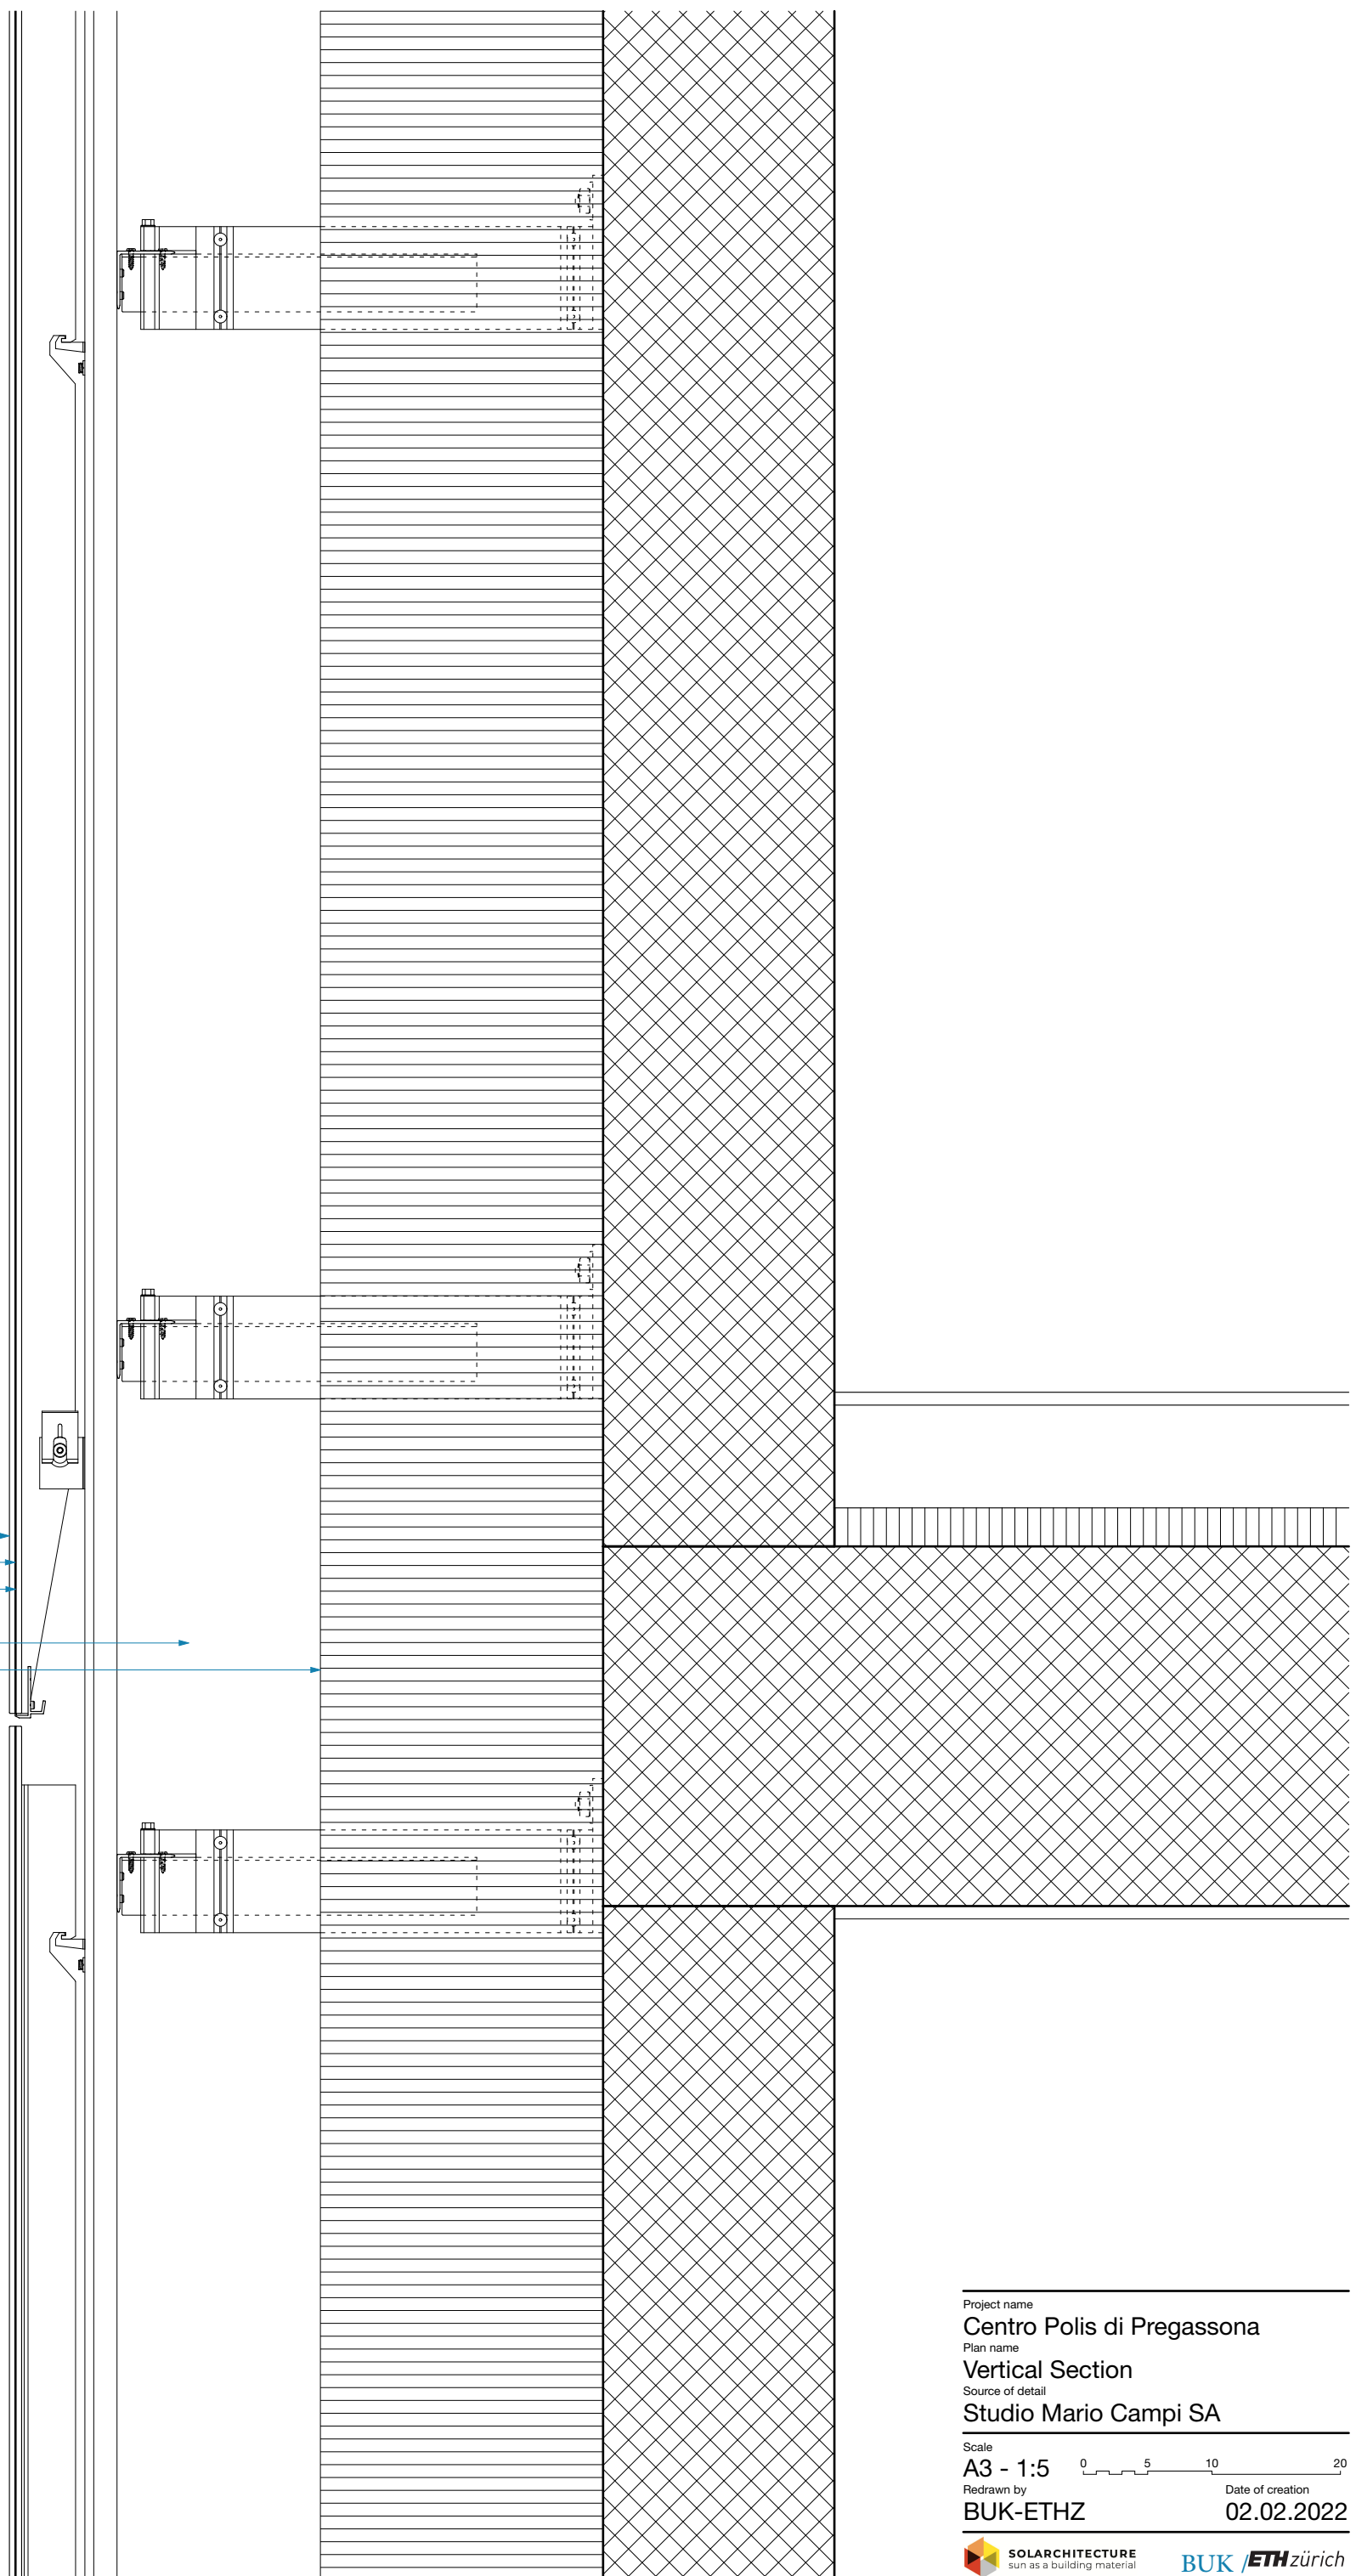 Project name
Centro Polis di Pregassona
Plan name
Vertical Section
Source of detail
Studio Mario Campi SA
Scale
A3 - 1:5 0 5 10 20
Redrawn by Date of creation
BUK-ETHZ 02.02.2022
SOLARCHITECTURE
sun as a building material
BUK /ETH zürich